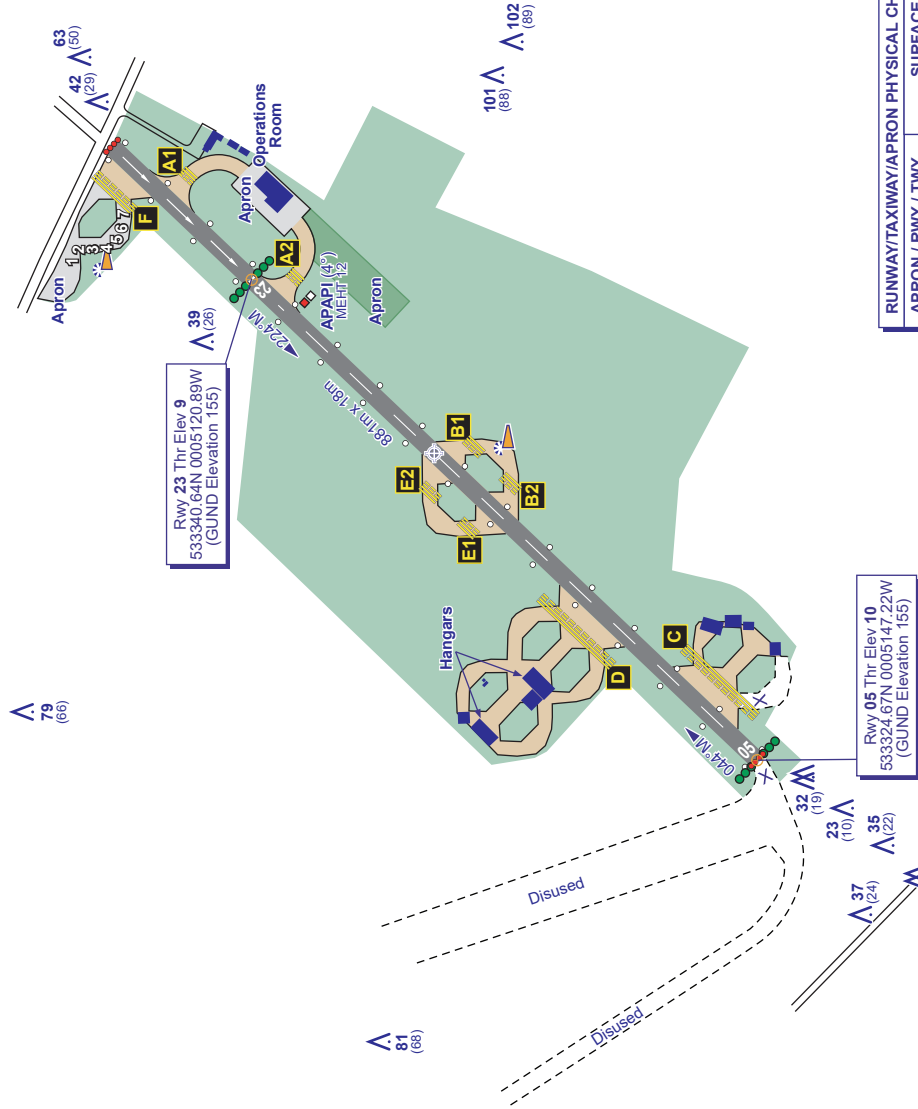 63
(50)
42
(29)
102
(89)
101
(88)
A1
Operations
Room
Apron
F
1
2
3
4
5
6
7
Apron
A2
APAPI (4°)
MEHT 12
Apron
23
39
(26)
224°M
Rwy 23 Thr Elev 9
533340.64N 0005120.89W
(GUND Elevation 155)
881m x 18m
B1
E2
B2
E1
79
(66)
Hangars
D
C
05
044°M
Rwy 05 Thr Elev 10
533324.67N 0005147.22W
(GUND Elevation 155)
X
X
32
(19)
23
(10)
35
(22)
37
(24)
Disused
Disused
81
(68)
RUNWAY/TAXIWAY/APRON PHYSICAL CH
APRON / RWY / TWY
SURFACE